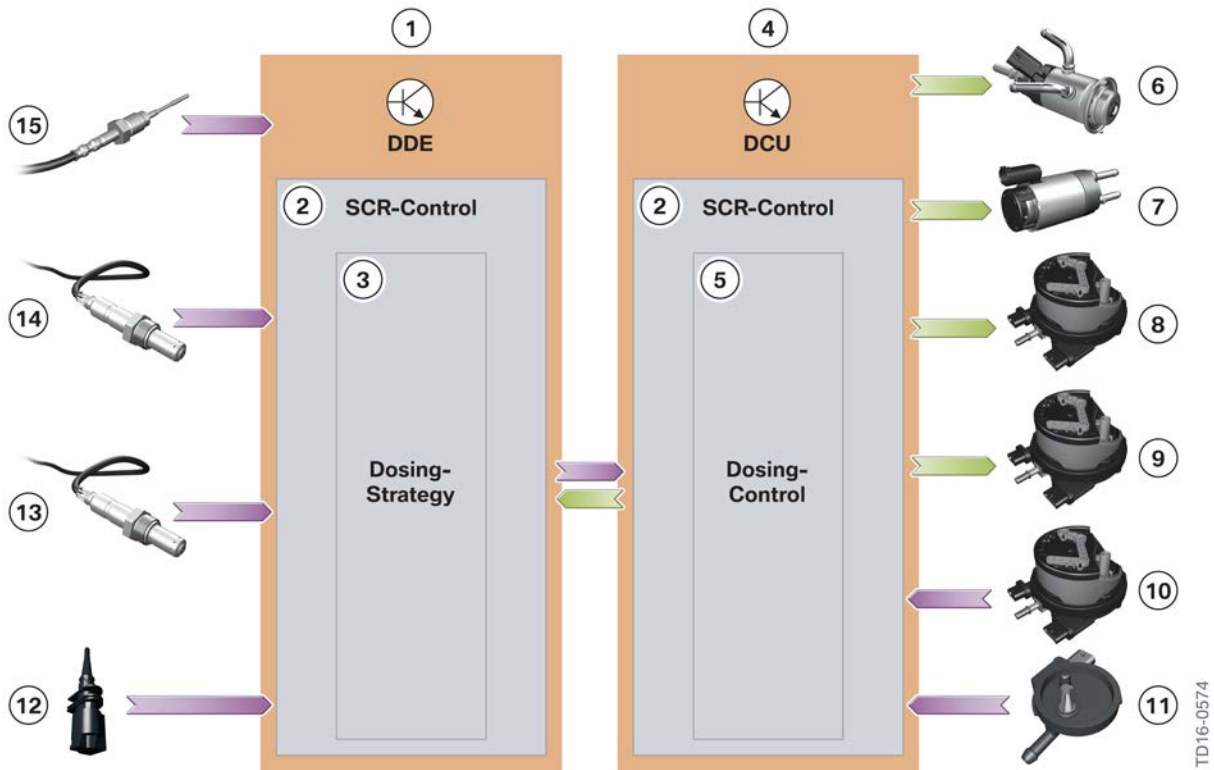 1
4
DDE
DCU
6
15
2
SCR-Control
2
SCR-Control
7
3
5
14
8
Dosing-
Strategy
Dosing-
Control
9
13
10
12
11
TD16-0574